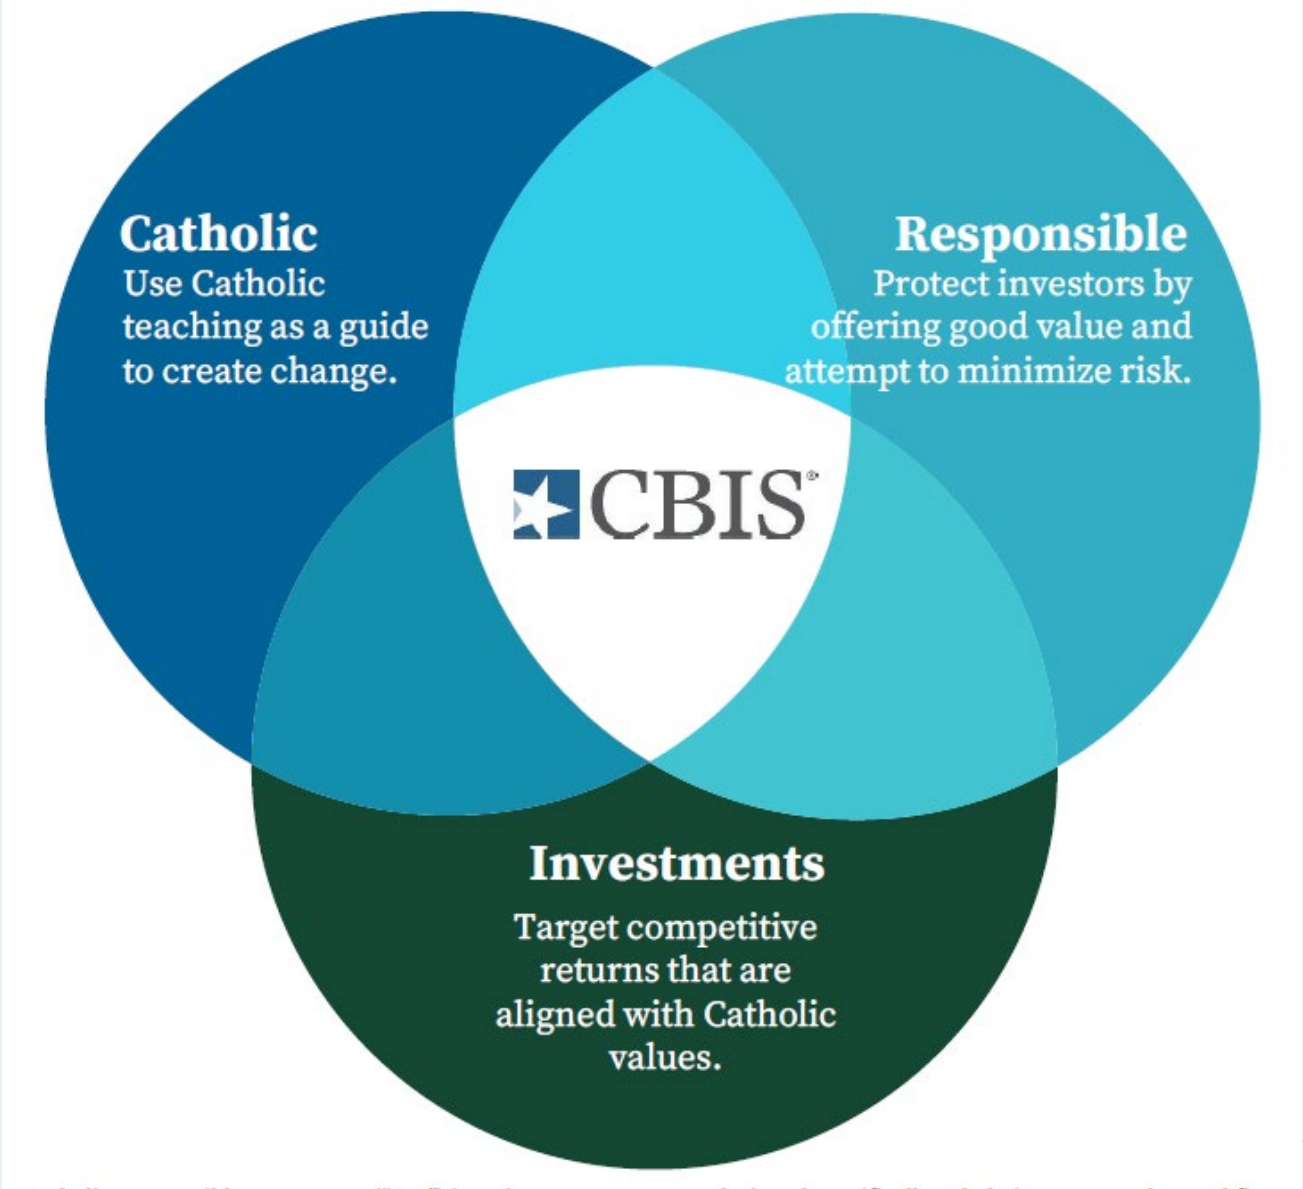 Catholic
Use Catholic
teaching as a guide
to create change.
Responsible
Protect investors by
offering good value and
attempt to minimize risk.
CBIS®
Investments
Target competitive
returns that are
aligned with Catholic
values.